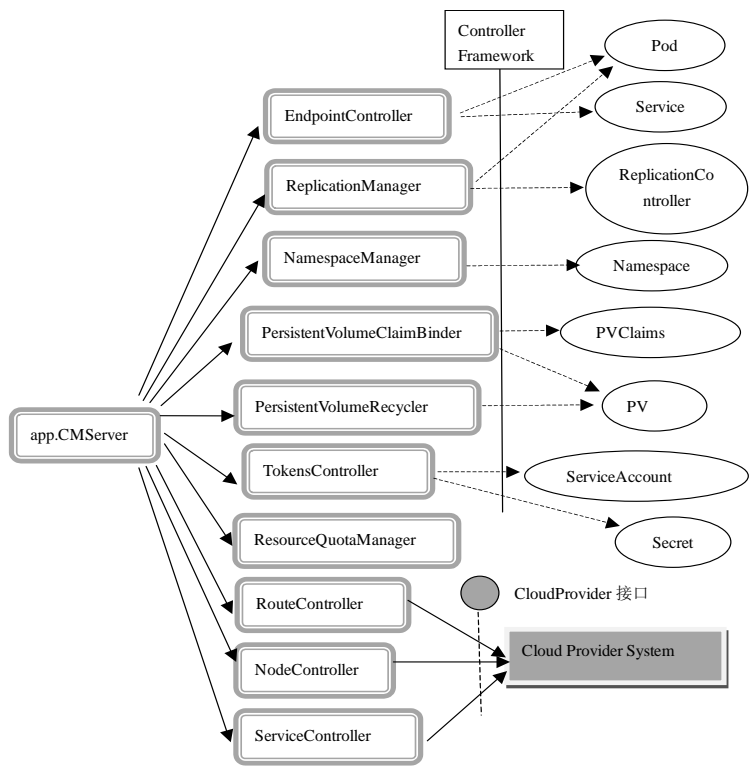 Controller
Framework
Pod
EndpointController
Service
ReplicationManager
ReplicationCo
ntroller
NamespaceManager
Namespace
PersistentVolumeClaimBinder
PVClaims
PersistentVolumeRecycler
PV
app.CMServer
TokensController
ServiceAccount
ResourceQuotaManager
Secret
RouteController
CloudProvider 接口
NodeController
Cloud Provider System
ServiceController